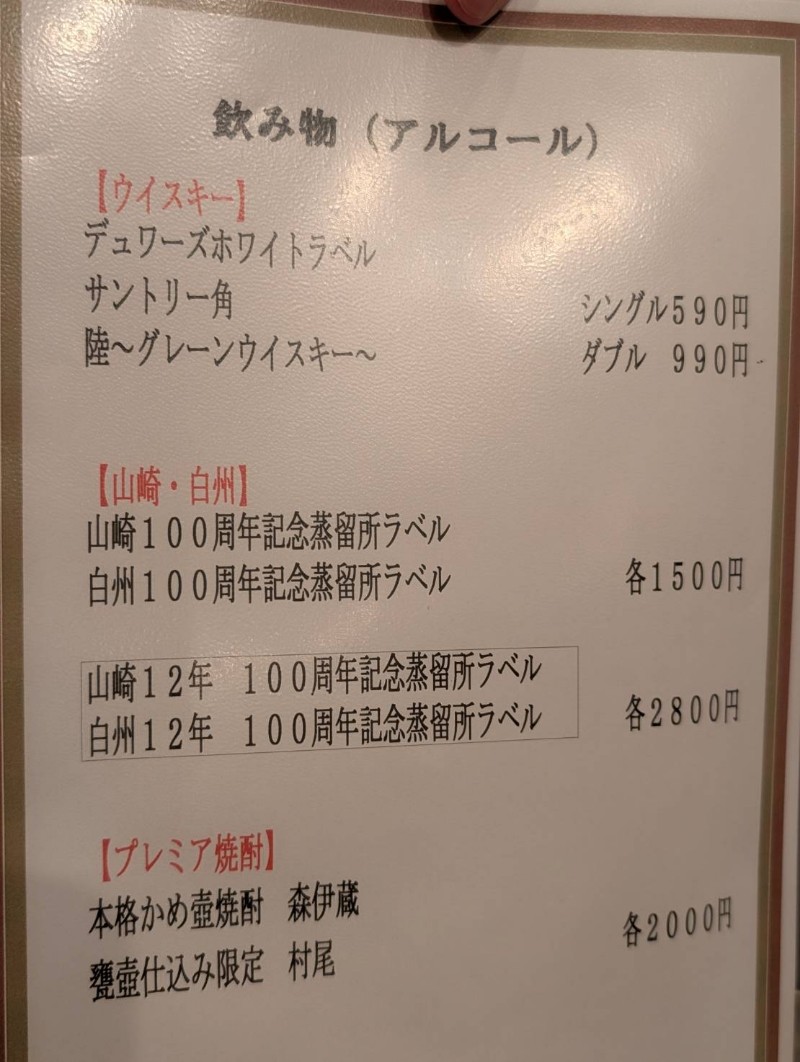 飲み物（アルコール）
【ウイスキー】
デュワーズホワイトラベル
サントリー角 シングル５９０円
陸～グレーンウイスキー～ ダブル ９９０円
【山崎・白州】
山崎１００周年記念蒸留所ラベル
白州１００周年記念蒸留所ラベル 各１５００円
山崎１２年 １００周年記念蒸留所ラベル
白州１２年 １００周年記念蒸留所ラベル 各２８００円
【プレミア焼酎】
本格かめ壺焼酎 森伊蔵
各２０００円
甕壺仕込み限定 村尾